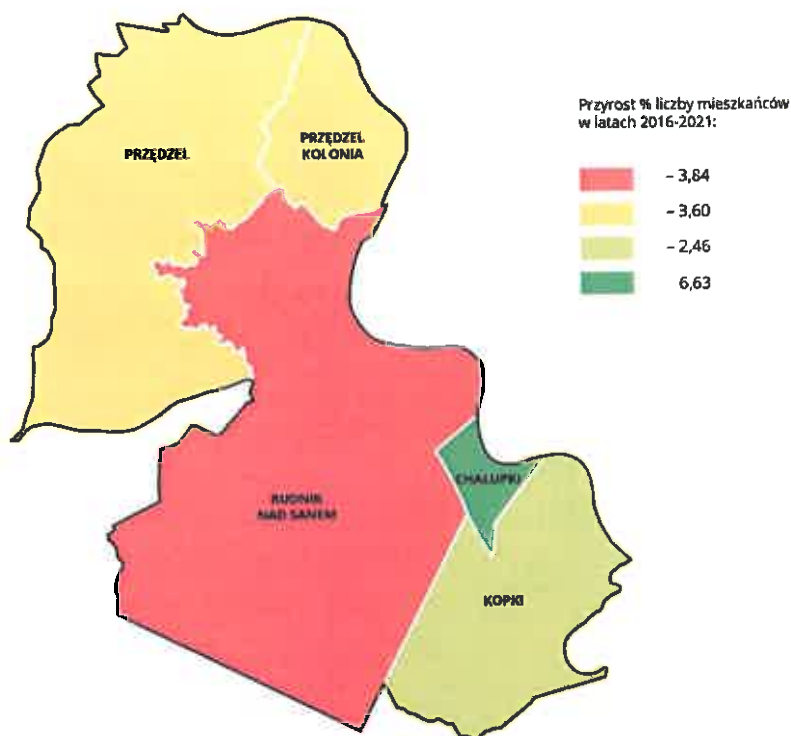 Przyrost % liczby mieszkańców
w latach 2016-2021:
- 3,84
- 3,60
- 2,46
6,63
PRZĘDZEL
PRZĘDZEL
KOLONIA
RUDNIK
NAD SANEM
CHAŁUPKI
KOPKI